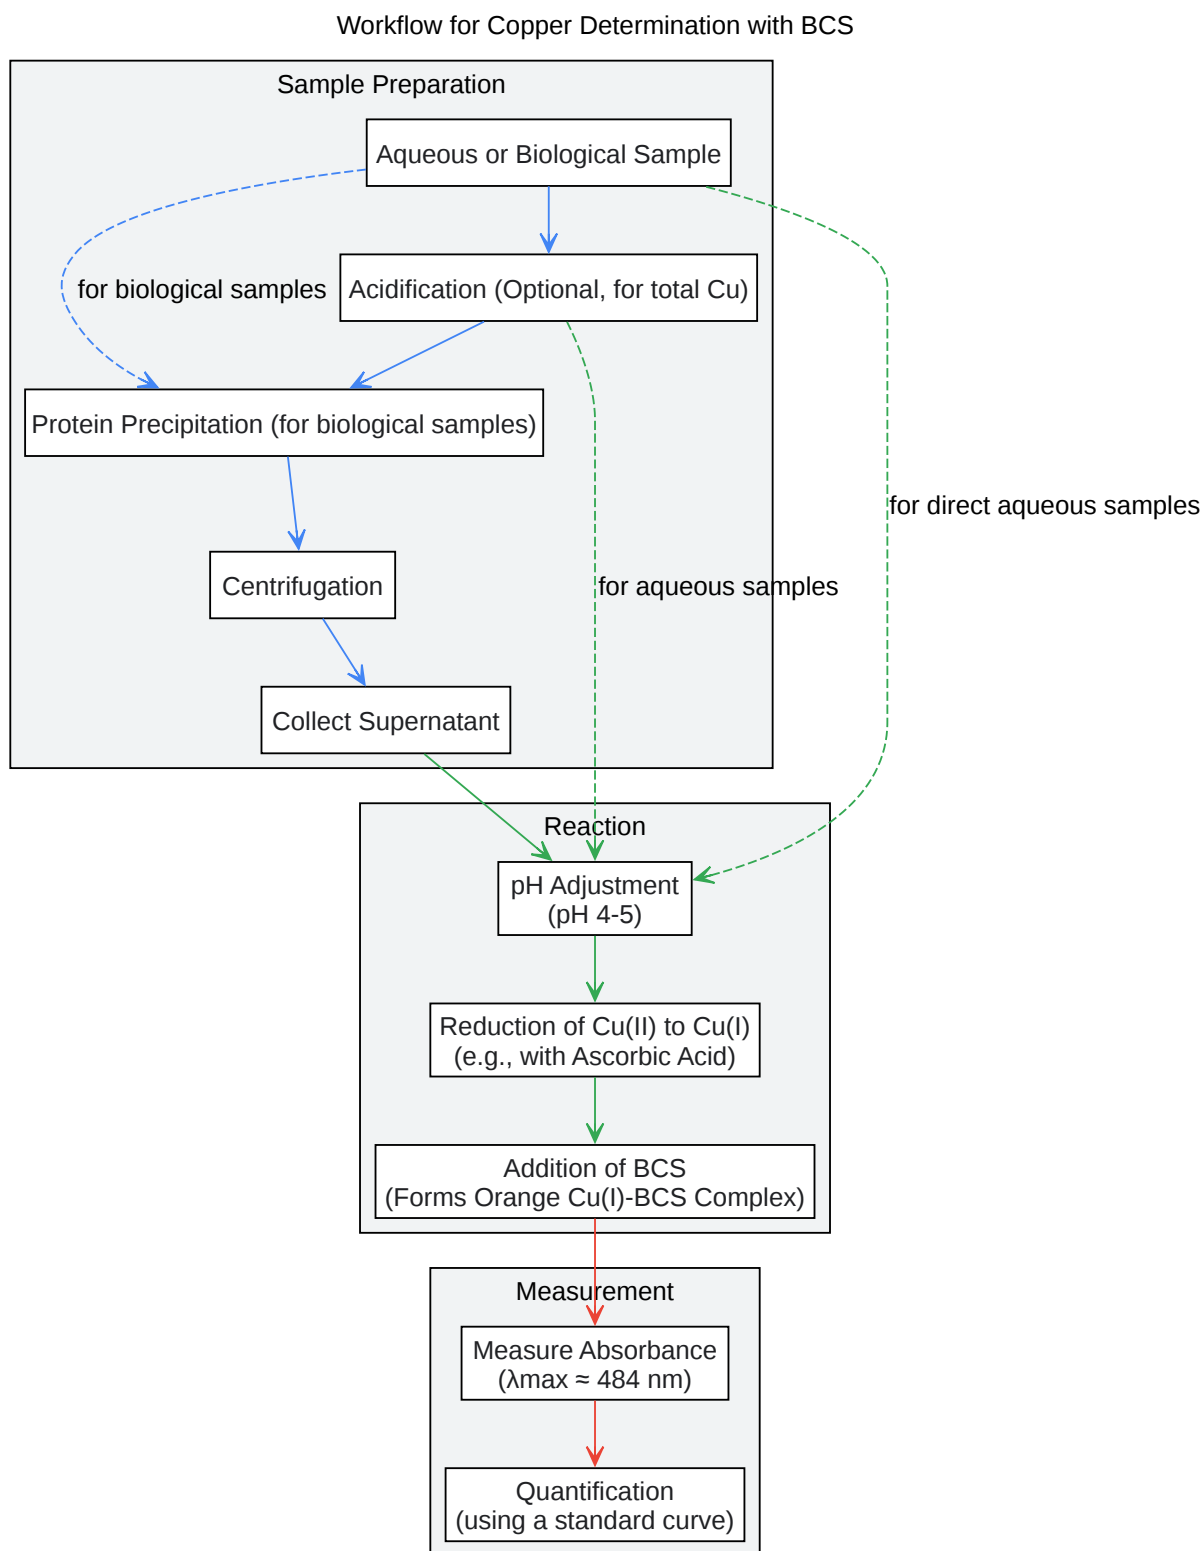 Workflow for Copper Determination with BCS
Sample Preparation
Aqueous or Biological Sample
for biological samples
Acidification (Optional, for total Cu)
Protein Precipitation (for biological samples)
for direct aqueous samples
Centrifugation
for aqueous samples
Collect Supernatant
Reaction
pH Adjustment
(pH 4-5)
Reduction of Cu(II) to Cu(I)
(e.g., with Ascorbic Acid)
Addition of BCS
(Forms Orange Cu(I)-BCS Complex)
Measurement
Measure Absorbance
(λmax ≈ 484 nm)
Quantification
(using a standard curve)